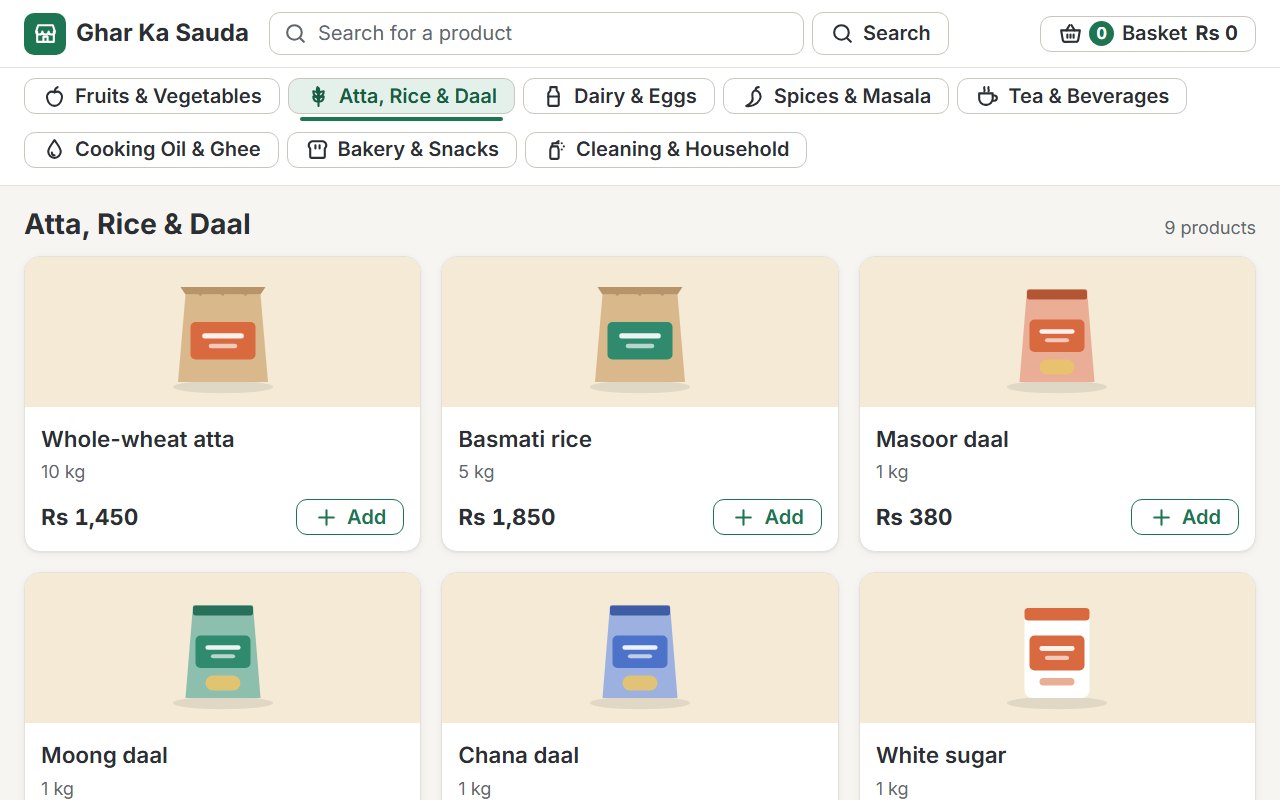 Ghar Ka Sauda
Search for a product
Search
0 Basket Rs 0
Fruits & Vegetables
Atta, Rice & Daal
Dairy & Eggs
Spices & Masala
Tea & Beverages
Cooking Oil & Ghee
Bakery & Snacks
Cleaning & Household
Atta, Rice & Daal
9 products
Whole-wheat atta
10 kg
Rs 1,450
Add
Basmati rice
5 kg
Rs 1,850
Add
Masoor daal
1 kg
Rs 380
Add
Moong daal
1 kg
Chana daal
1 kg
White sugar
1 kg